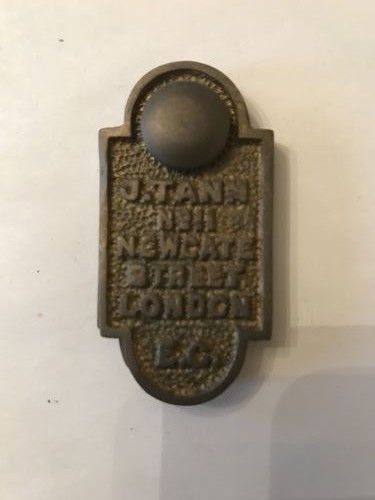 J. TANN
No 11
NEWGATE
STREET
LONDON
E.C.